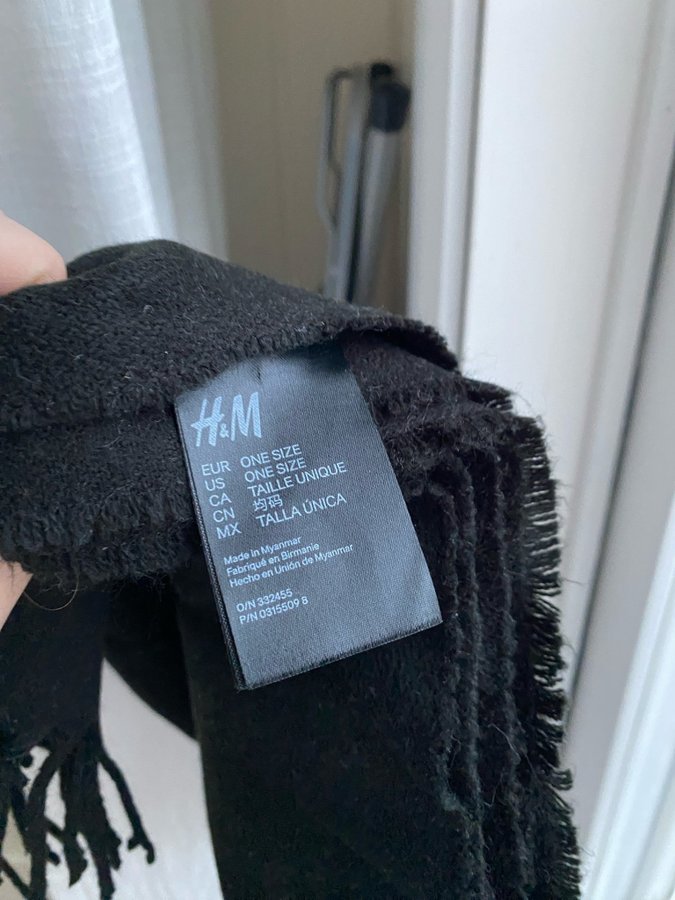 H&M
EUR ONE SIZE
US ONE SIZE
CA TAILLE UNIQUE
CN 均码
MX TALLA ÚNICA
Made in Myanmar
Fabriqué en Birmanie
Hecho en Unión de Myanmar
O/N 332455
P/N 0315509 8